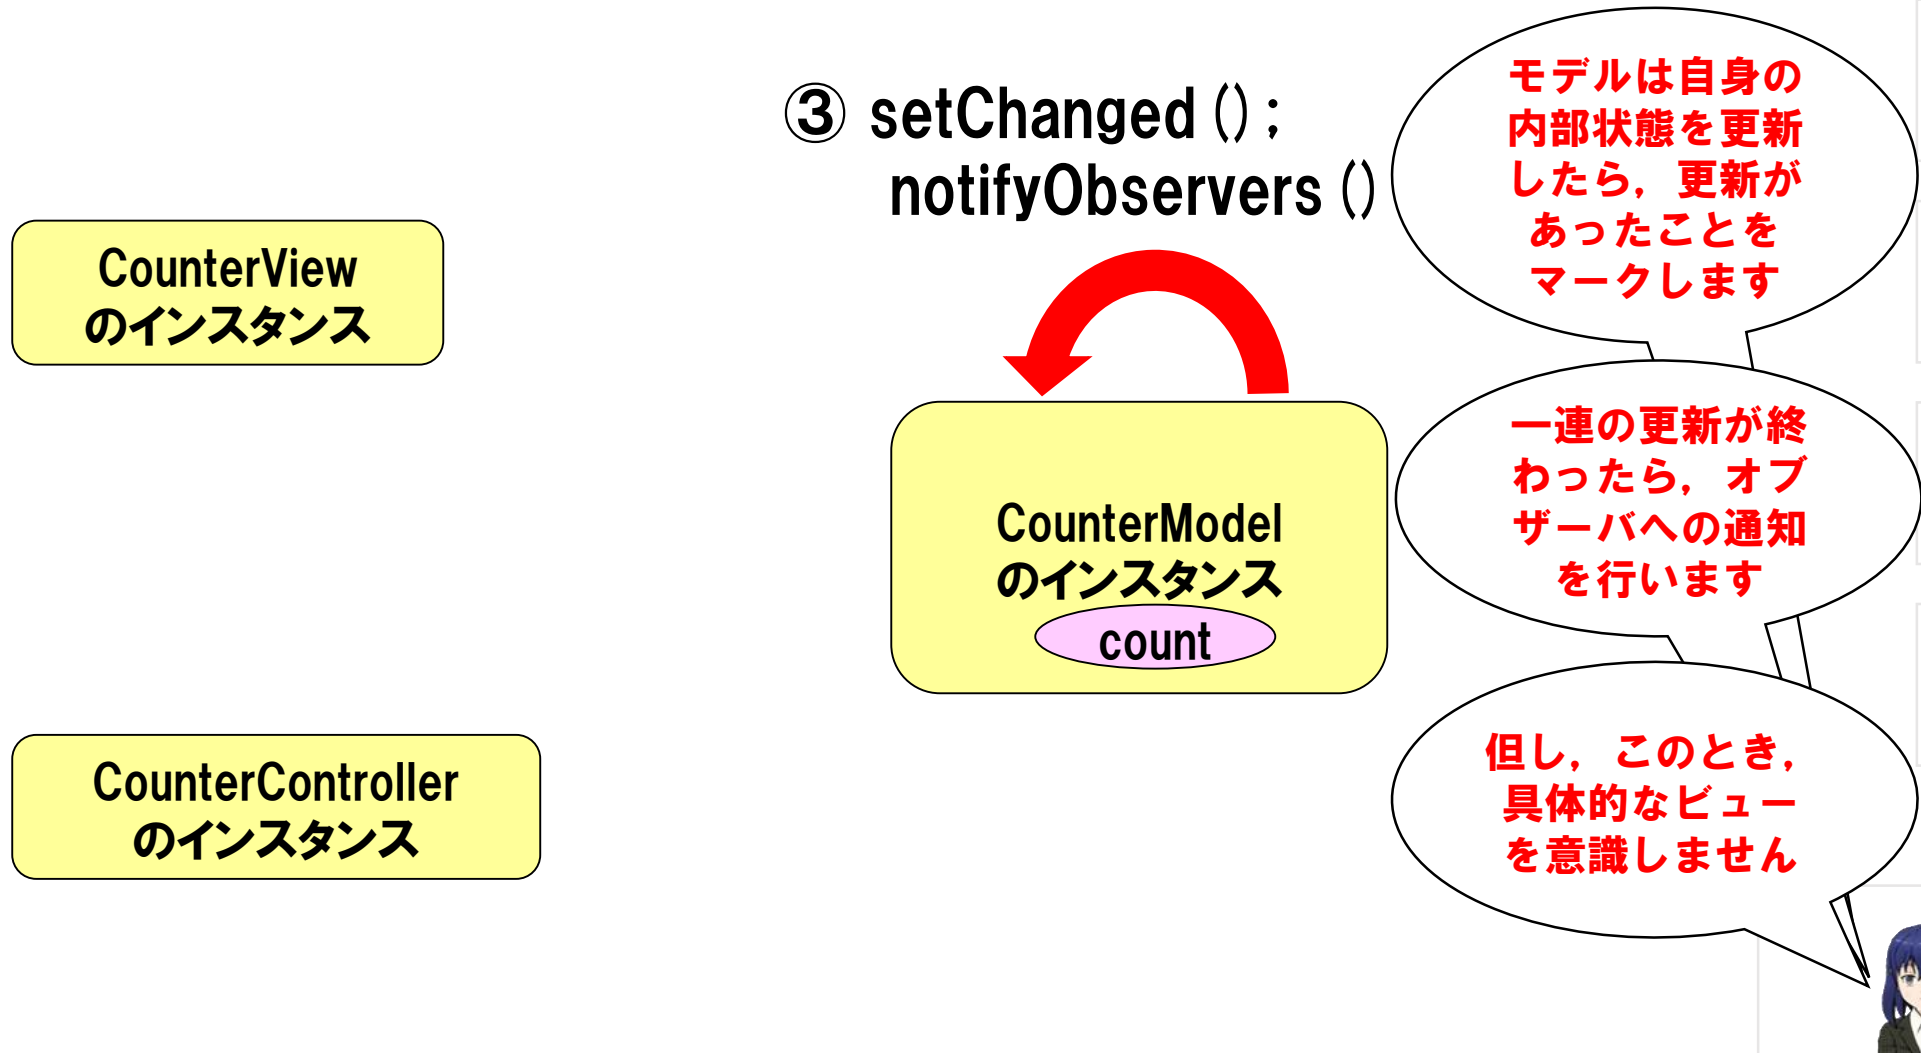 ③ setChanged();
notifyObservers()
モデルは自身の
内部状態を更新
したら，更新が
あったことを
マークします
CounterView
のインスタンス
一連の更新が終
わったら，オブ
ザーバへの通知
を行います
CounterModel
のインスタンス
count
但し，このとき，
具体的なビュー
を意識しません
CounterController
のインスタンス